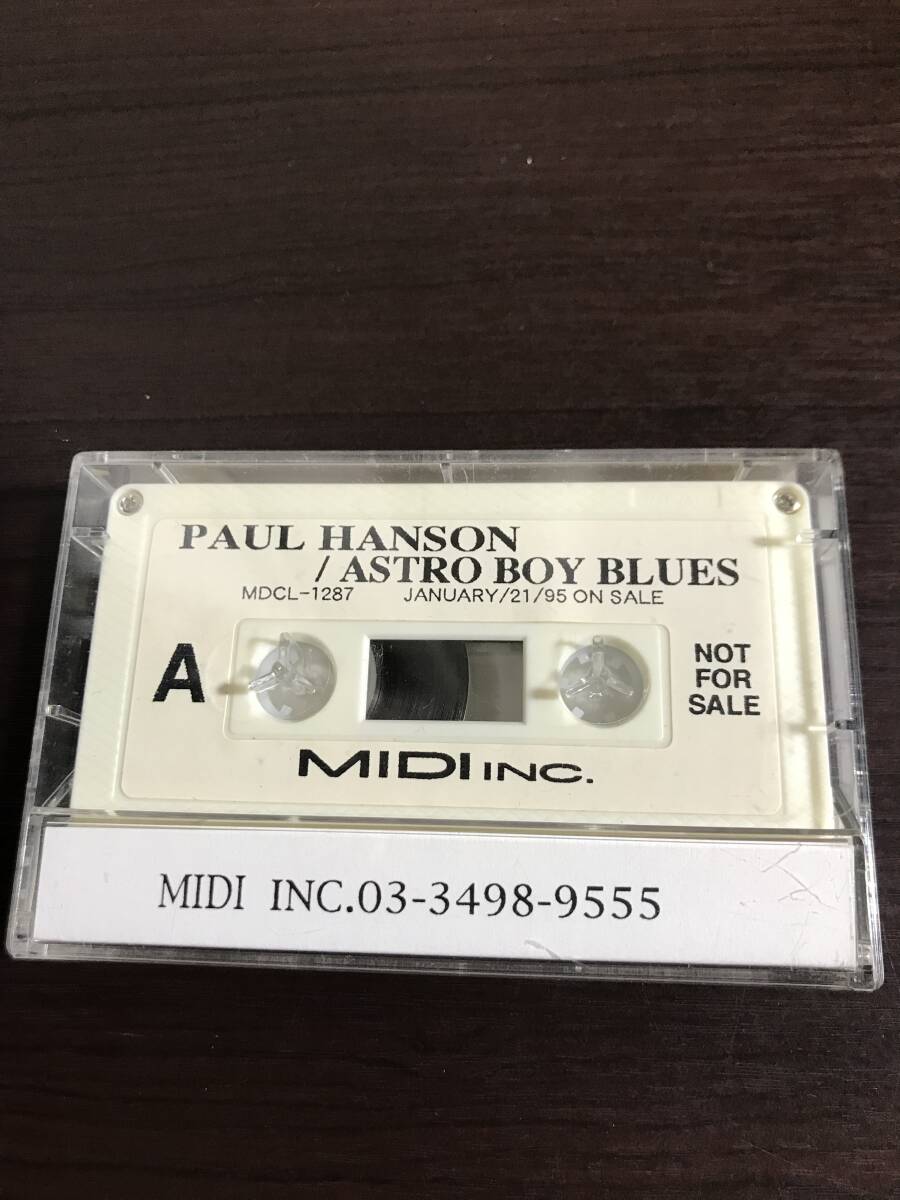 PAUL HANSON
/ ASTRO BOY BLUES
MDCL-1287 JANUARY/21/95 ON SALE
A
NOT
FOR
SALE
MIDI INC.
MIDI INC.03-3498-9555